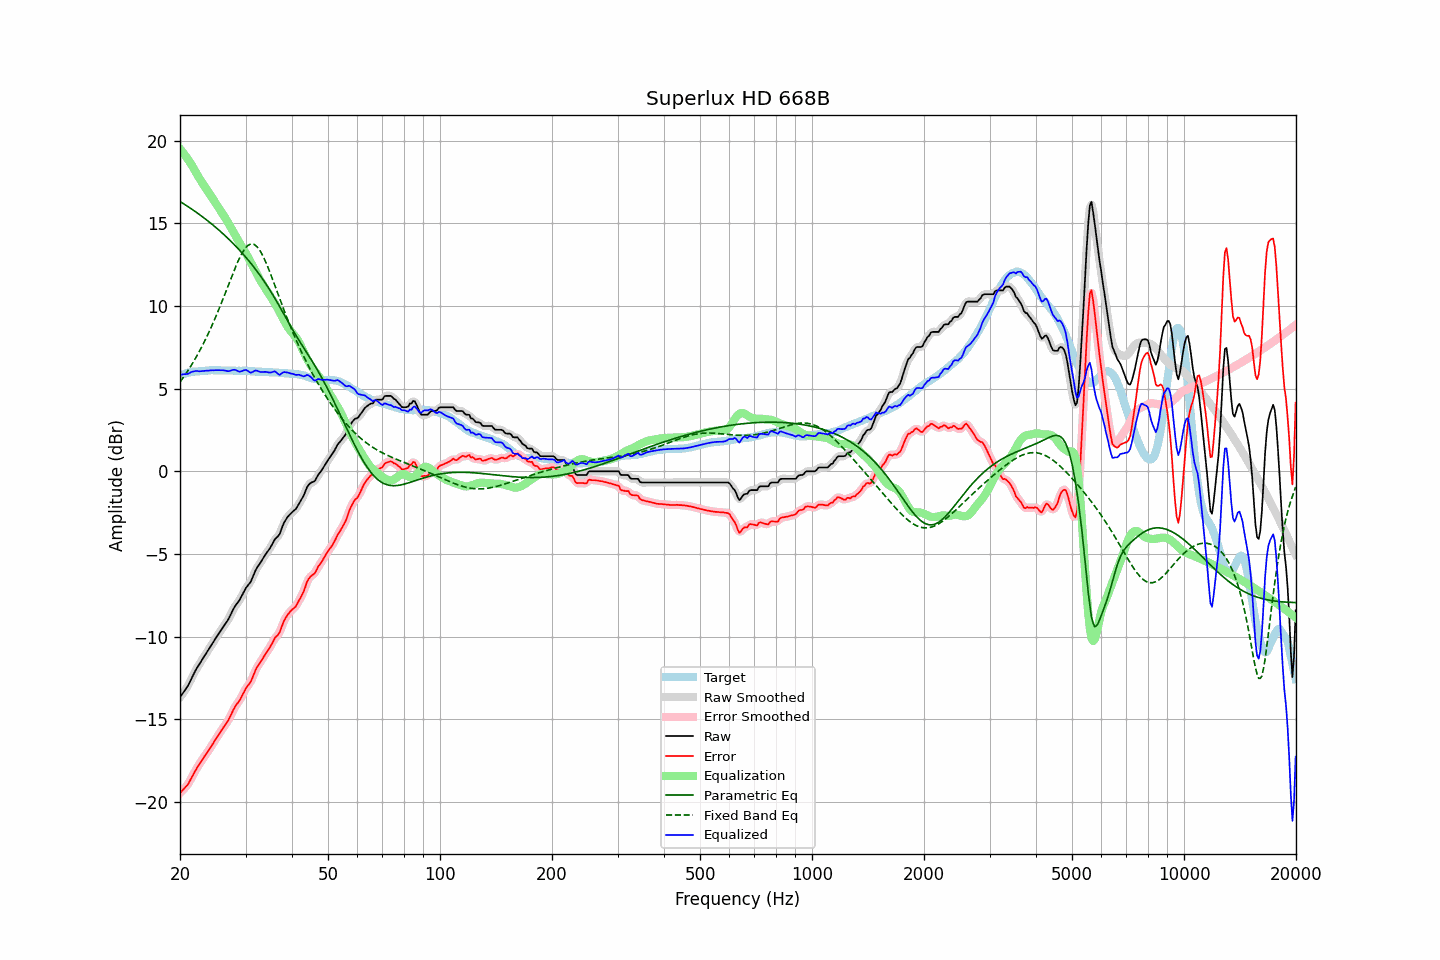 Superlux HD 668B
Amplitude (dBr)
20
15
10
5
0
−5
−10
−15
−20
Target
Raw Smoothed
Error Smoothed
Raw
Error
Equalization
Parametric Eq
Fixed Band Eq
Equalized
20
50
100
200
500
1000
2000
5000
10000
20000
Frequency (Hz)